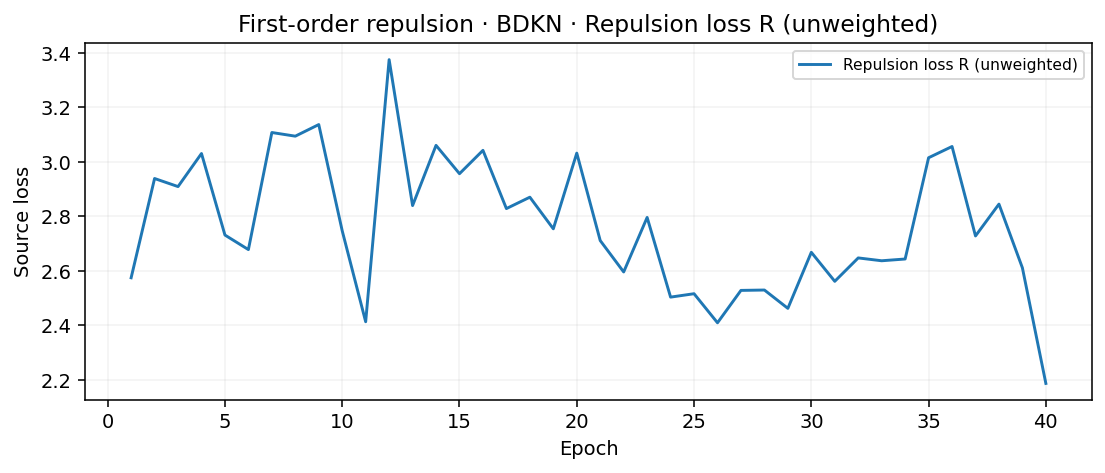 First-order repulsion · BDKN · Repulsion loss R (unweighted)
Repulsion loss R (unweighted)
Source loss
3.4
3.2
3.0
2.8
2.6
2.4
2.2
0 5 10 15 20 25 30 35 40
Epoch